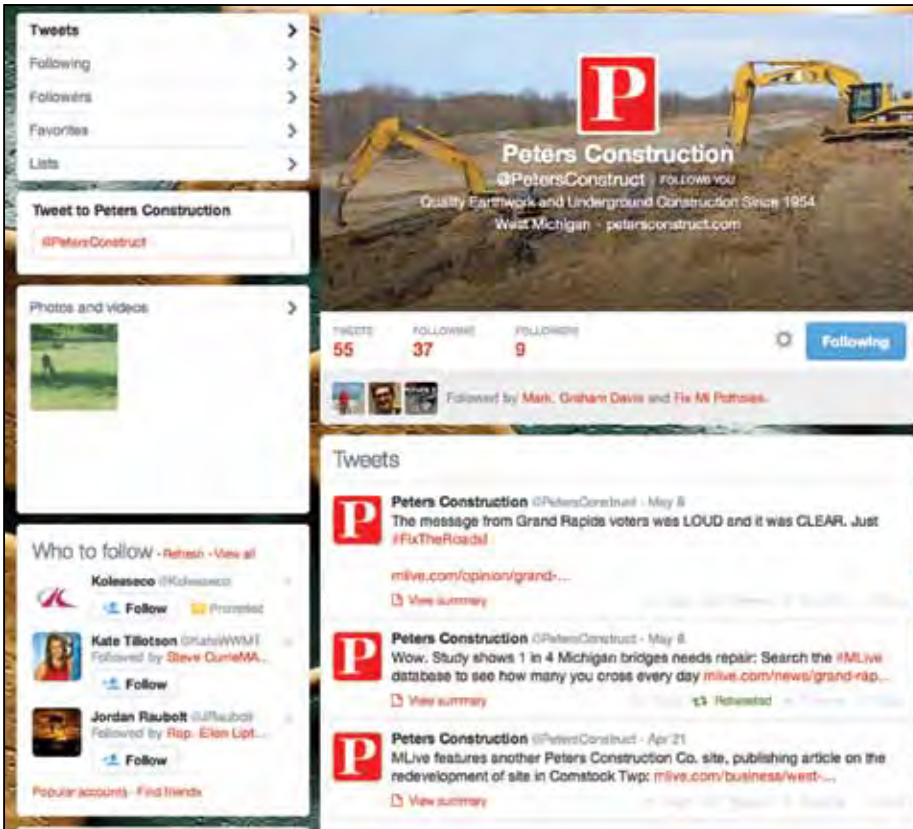 Tweets
Following
Followers
Favorites
Lists
Tweet to Peters Construction
@PetersConstruct
Photos and videos
Who to follow · Refresh · View all
Koleaseco @Koleaseco
Follow
Promoted
Kate Tillotson @KateWWMT
Followed by Steve CurrieMA...
Follow
Jordan Raubolt @JRaubolt
Followed by Rep. Ellen Lipt...
Follow
Popular accounts · Find friends
P
Peters Construction
@PetersConstruct FOLLOWS YOU
Quality Earthwork and Underground Construction Since 1954
West Michigan · petersconstruct.com
TWEETS
55
FOLLOWING
37
FOLLOWERS
9
Following
Followed by Mark, Graham Davis and Fix MI Potholes.
Tweets
P
Peters Construction @PetersConstruct · May 8
The message from Grand Rapids voters was LOUD and it was CLEAR. Just
#FixTheRoads!
mlive.com/opinion/grand-...
View summary
P
Peters Construction @PetersConstruct · May 8
Wow. Study shows 1 in 4 Michigan bridges needs repair: Search the #MLive
database to see how many you cross every day mlive.com/news/grand-rap...
View summary
Retweeted
P
Peters Construction @PetersConstruct · Apr 21
MLive features another Peters Construction Co. site, publishing article on the
redevelopment of site in Comstock Twp: mlive.com/business/west-...
View summary